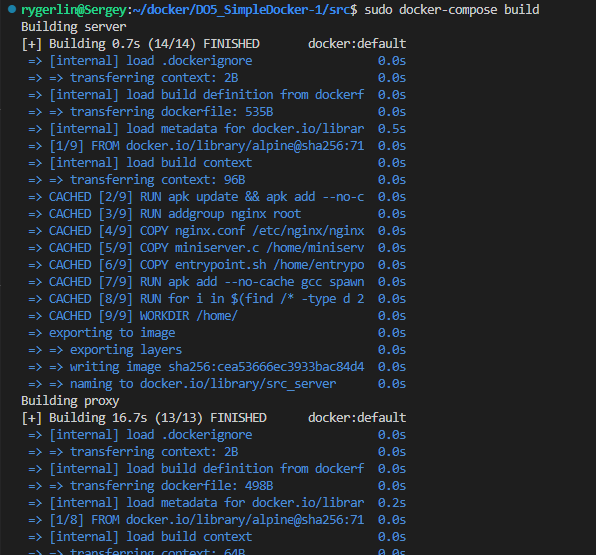 rygerlin@Sergey:~/docker/DO5_SimpleDocker-1/src$ sudo docker-compose build
Building server
[+] Building 0.7s (14/14) FINISHED docker:default
=> [internal] load .dockerignore 0.0s
=> => transferring context: 2B 0.0s
=> [internal] load build definition from dockerf 0.0s
=> => transferring dockerfile: 535B 0.0s
=> [internal] load metadata for docker.io/librar 0.5s
=> [1/9] FROM docker.io/library/alpine@sha256:71 0.0s
=> [internal] load build context 0.0s
=> => transferring context: 96B 0.0s
=> CACHED [2/9] RUN apk update && apk add --no-c 0.0s
=> CACHED [3/9] RUN addgroup nginx root 0.0s
=> CACHED [4/9] COPY nginx.conf /etc/nginx/nginx 0.0s
=> CACHED [5/9] COPY miniserver.c /home/miniserv 0.0s
=> CACHED [6/9] COPY entrypoint.sh /home/entrypo 0.0s
=> CACHED [7/9] RUN apk add --no-cache gcc spawn 0.0s
=> CACHED [8/9] RUN for i in $(find /* -type d 2 0.0s
=> CACHED [9/9] WORKDIR /home/ 0.0s
=> exporting to image 0.0s
=> => exporting layers 0.0s
=> => writing image sha256:cea53666ec3933bac84d4 0.0s
=> => naming to docker.io/library/src_server 0.0s
Building proxy
[+] Building 16.7s (13/13) FINISHED docker:default
=> [internal] load .dockerignore 0.0s
=> => transferring context: 2B 0.0s
=> [internal] load build definition from dockerf 0.0s
=> => transferring dockerfile: 498B 0.0s
=> [internal] load metadata for docker.io/librar 0.2s
=> [1/8] FROM docker.io/library/alpine@sha256:71 0.0s
=> [internal] load build context 0.0s
=> => transferring context: 64B 0.0s